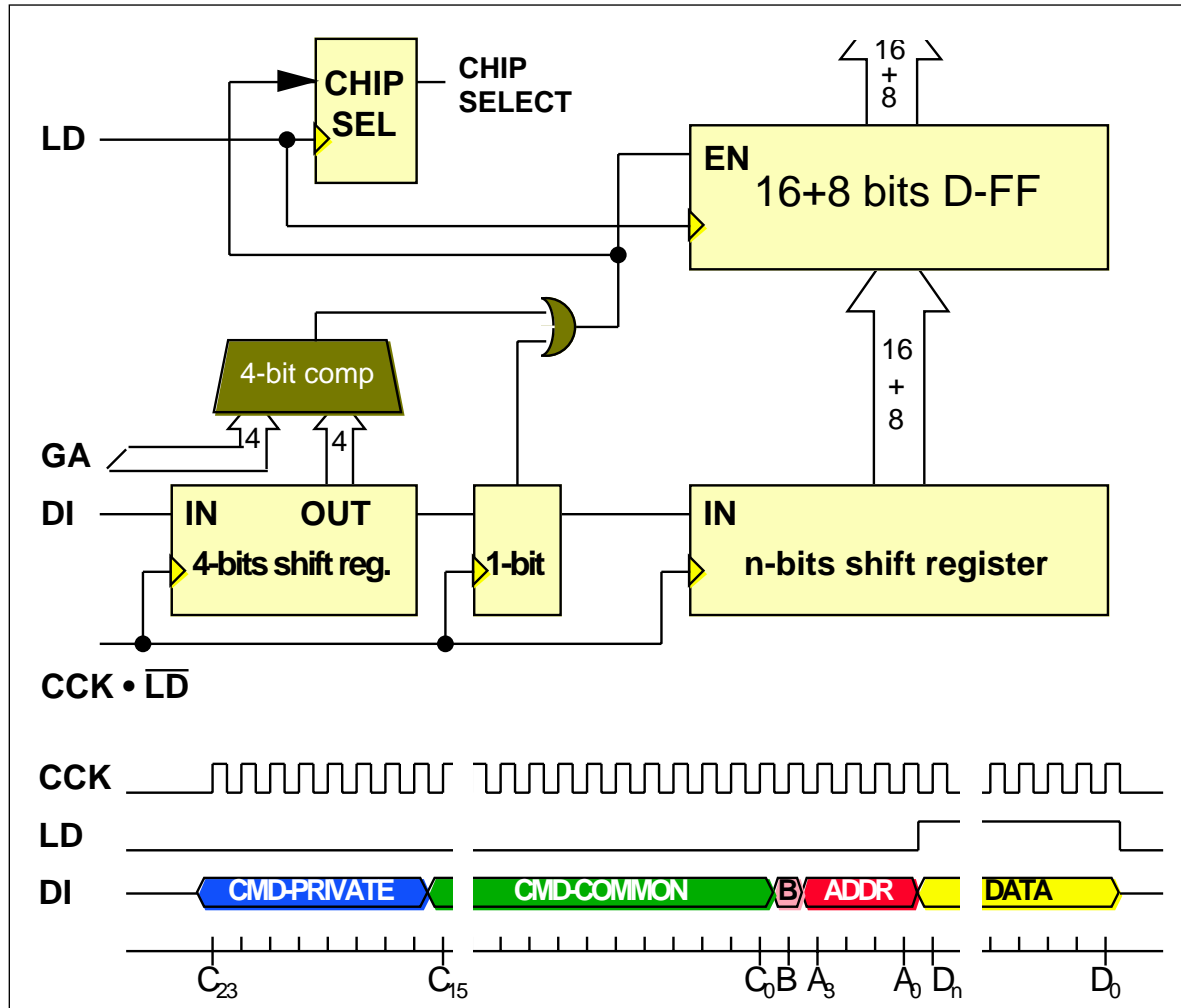 CHIP
SEL
CHIP
SELECT
16
+
8
LD
EN
16+8 bits D-FF
4-bit comp
16
+
8
GA
4
4
DI
IN
OUT
4-bits shift reg.
1-bit
IN
n-bits shift register
CCK • L̅D̅
CCK
LD
DI
CMD-PRIVATE
CMD-COMMON
B
ADDR
DATA
C23
C15
C0
B
A3
A0
Dn
D0